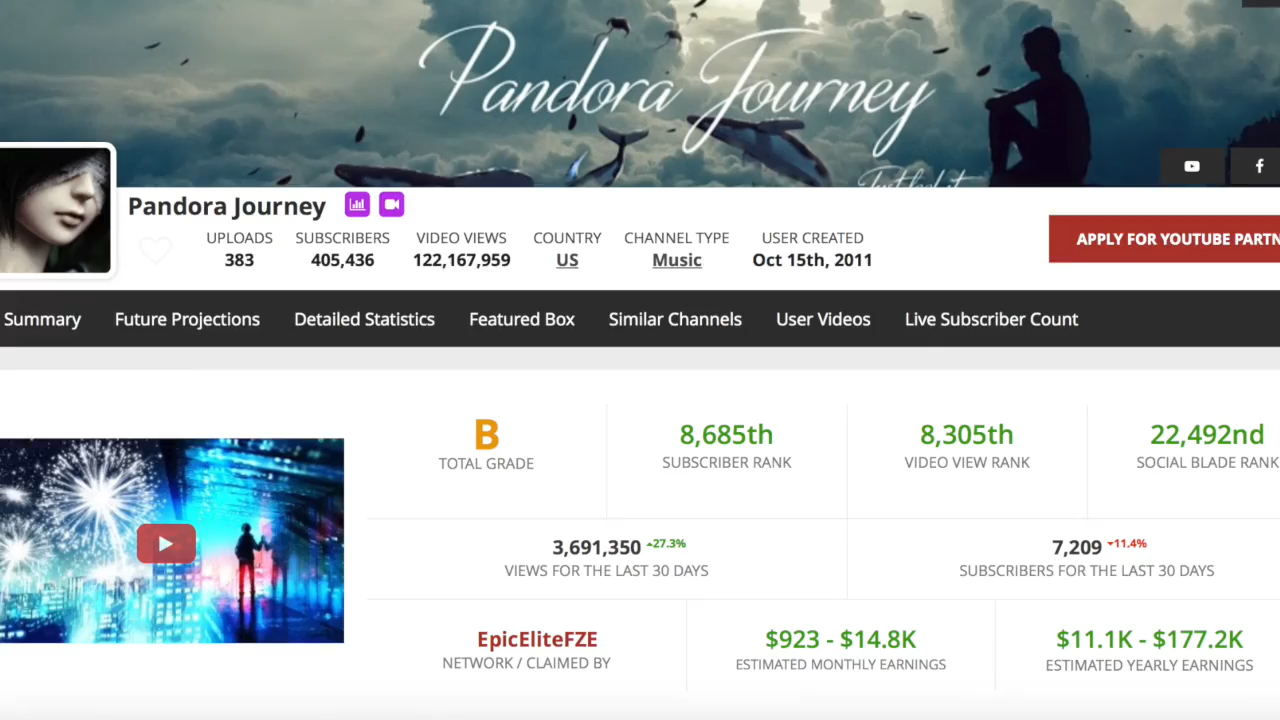 Pandora Journey
Pandora Journey
UPLOADS SUBSCRIBERS VIDEO VIEWS COUNTRY CHANNEL TYPE USER CREATED
383 405,436 122,167,959 US Music Oct 15th, 2011
APPLY FOR YOUTUBE PARTN
Summary Future Projections Detailed Statistics Featured Box Similar Channels User Videos Live Subscriber Count
B 8,685th 8,305th 22,492nd
TOTAL GRADE SUBSCRIBER RANK VIDEO VIEW RANK SOCIAL BLADE RANK
3,691,350 27.3% 7,209 11.4%
VIEWS FOR THE LAST 30 DAYS SUBSCRIBERS FOR THE LAST 30 DAYS
EpicEliteFZE $923 - $14.8K $11.1K - $177.2K
NETWORK / CLAIMED BY ESTIMATED MONTHLY EARNINGS ESTIMATED YEARLY EARNINGS